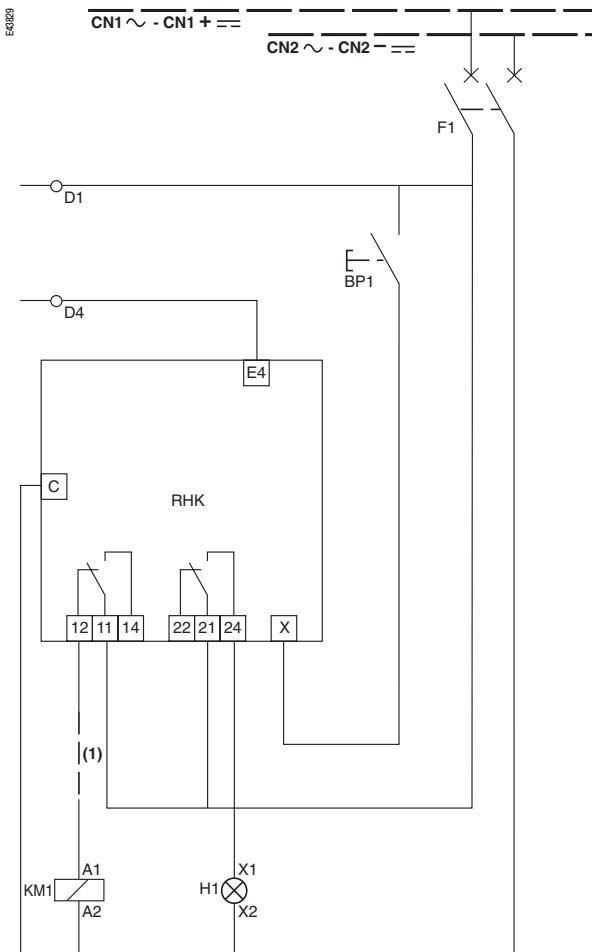 E43829
CN1 ∼ - CN1 + ⎓
CN2 ∼ - CN2 − ⎓
F1
D1
BP1
D4
E4
C
RHK
12 11 14 22 21 24 X
(1)
A1 X1
KM1 H1
A2 X2